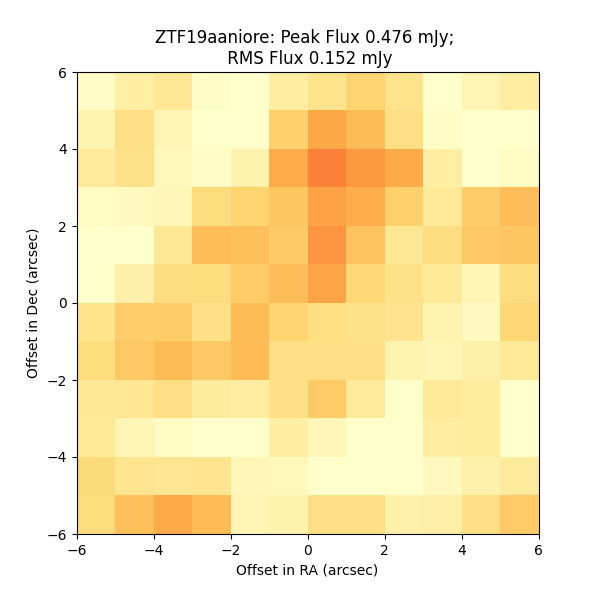 ZTF19aaniore: Peak Flux 0.476 mJy;
RMS Flux 0.152 mJy
6
4
2
0
−2
−4
−6
Offset in Dec (arcsec)
−6 −4 −2 0 2 4 6
Offset in RA (arcsec)